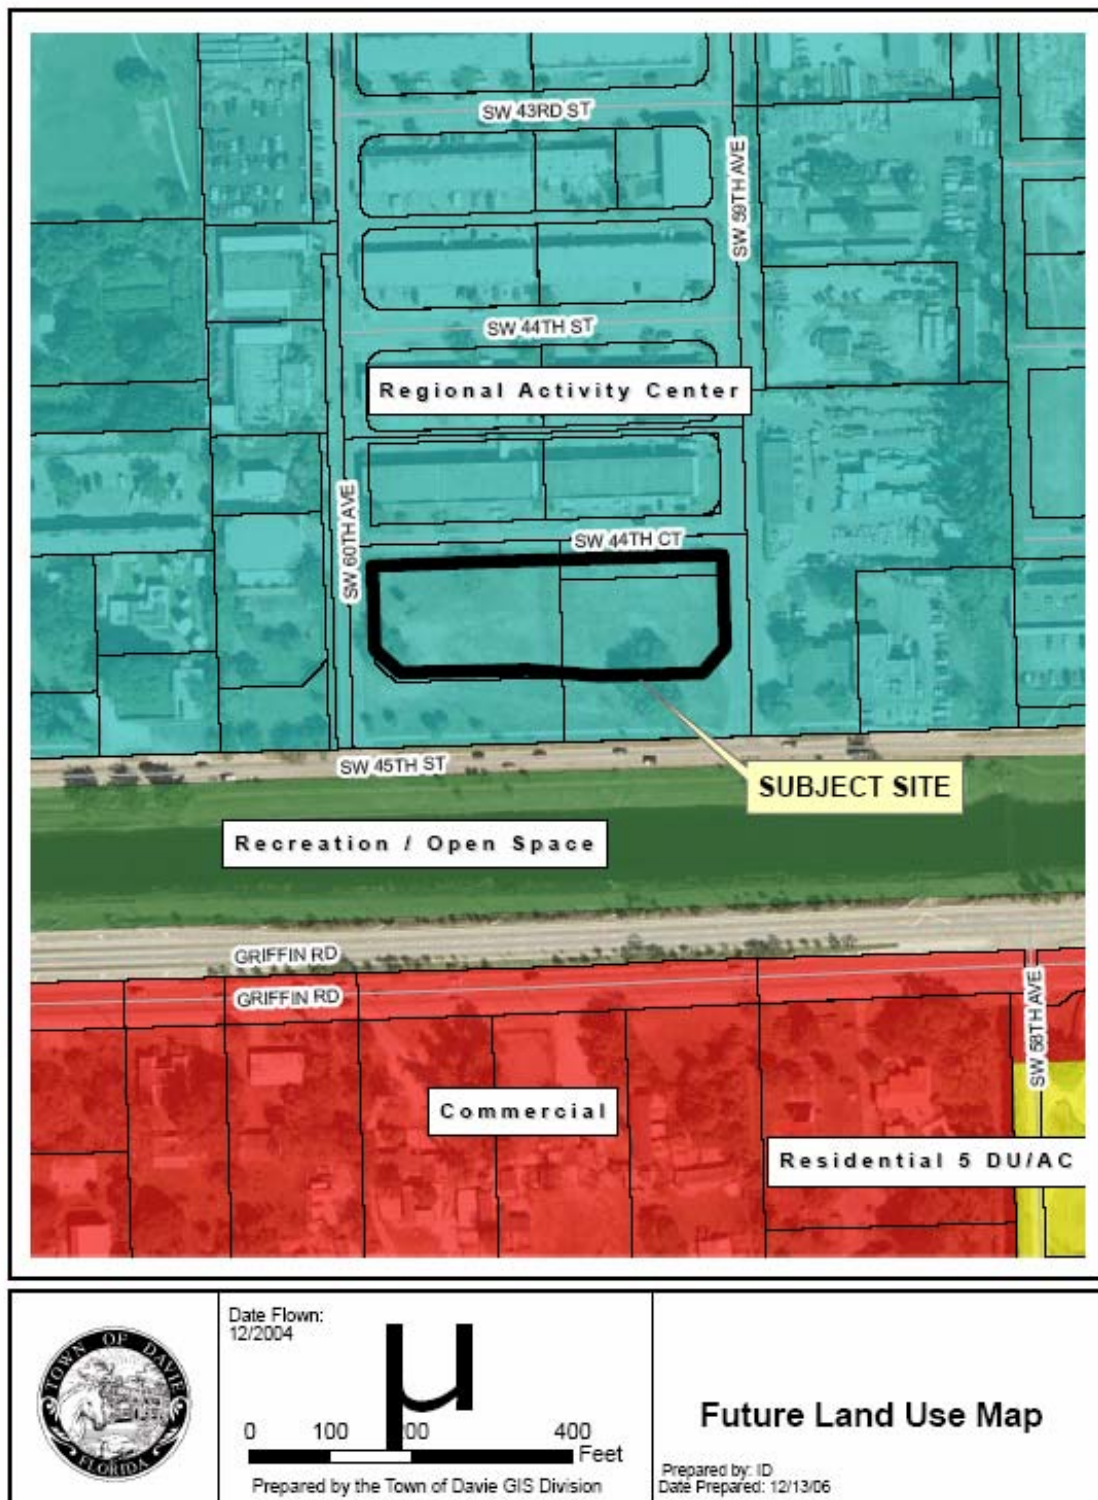 SW 43RD ST
SW 59TH AVE
SW 44TH ST
Regional Activity Center
SW 60TH AVE
SW 44TH CT
SW 45TH ST
SUBJECT SITE
Recreation / Open Space
GRIFFIN RD
GRIFFIN RD
SW 58TH AVE
Commercial
Residential 5 DU/AC
TOWN OF DAVIE
FLORIDA
Date Flown:
12/2004
µ
0 100 200 400
Feet
Prepared by the Town of Davie GIS Division
Future Land Use Map
Prepared by: ID
Date Prepared: 12/13/06